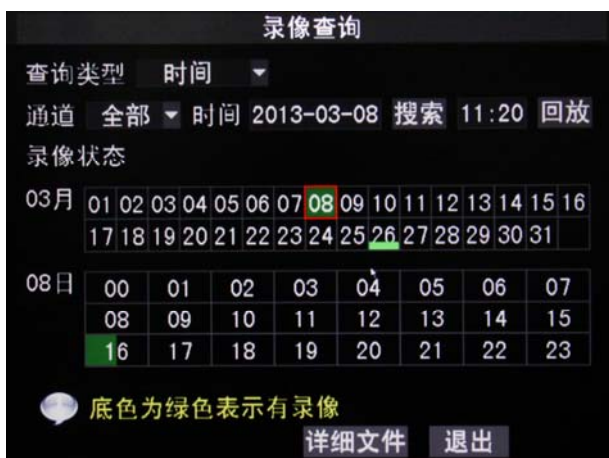 录像查询
查询类型 时间
通道 全部 时间 2013-03-08 搜索 11:20 回放
录像状态
03月 01 02 03 04 05 06 07 08 09 10 11 12 13 14 15 16
17 18 19 20 21 22 23 24 25 26 27 28 29 30 31
08日 00 01 02 03 04 05 06 07
08 09 10 11 12 13 14 15
16 17 18 19 20 21 22 23
底色为绿色表示有录像
详细文件 退出